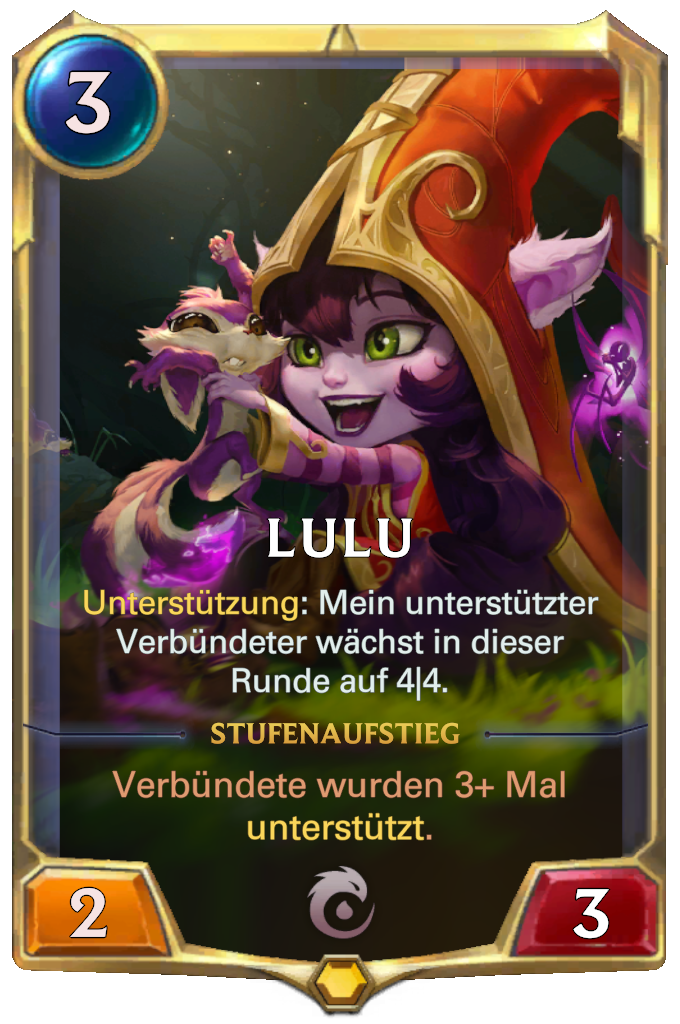 3
LULU
Unterstützung: Mein unterstützter
Verbündeter wächst in dieser
Runde auf 4|4.
STUFENAUFSTIEG
Verbündete wurden 3+ Mal
unterstützt.
2
3